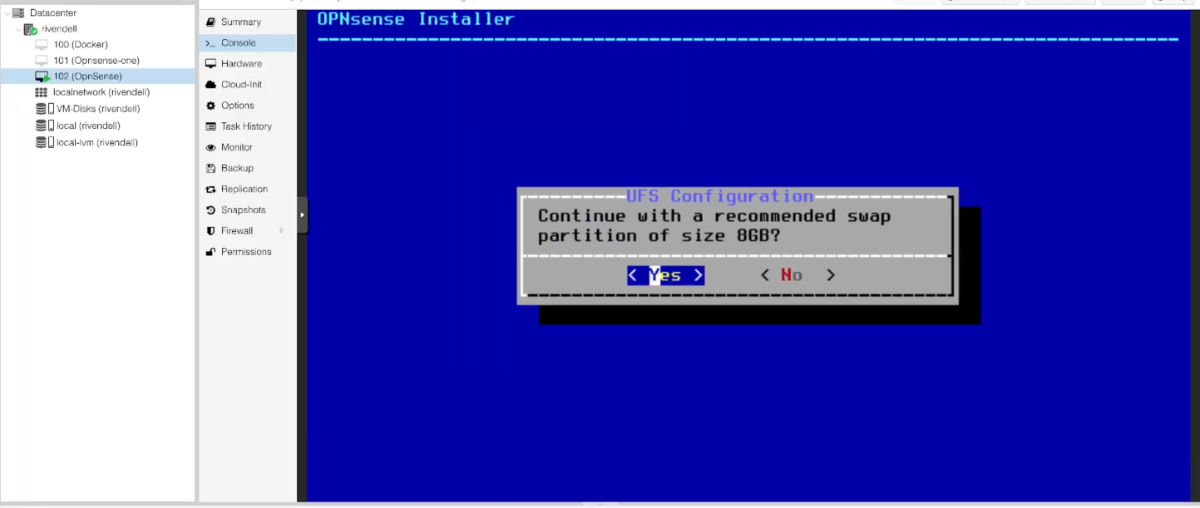 Datacenter
rivendell
100 (Docker)
101 (Opnsense-one)
102 (OpnSense)
localnetwork (rivendell)
VM-Disks (rivendell)
local (rivendell)
local-lvm (rivendell)
Summary
>_ Console
Hardware
Cloud-Init
Options
Task History
Monitor
Backup
Replication
Snapshots
Firewall
Permissions
OPNsense Installer
UFS Configuration
Continue with a recommended swap
partition of size 8GB?
< Yes > < No >